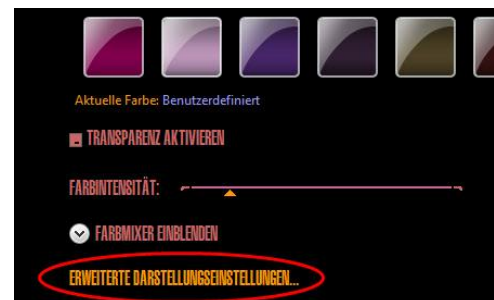 Aktuelle Farbe: Benutzerdefiniert
TRANSPARENZ AKTIVIEREN
FARBINTENSITÄT:
FARBMIXER EINBLENDEN
ERWEITERTE DARSTELLUNGSEINSTELLUNGEN...